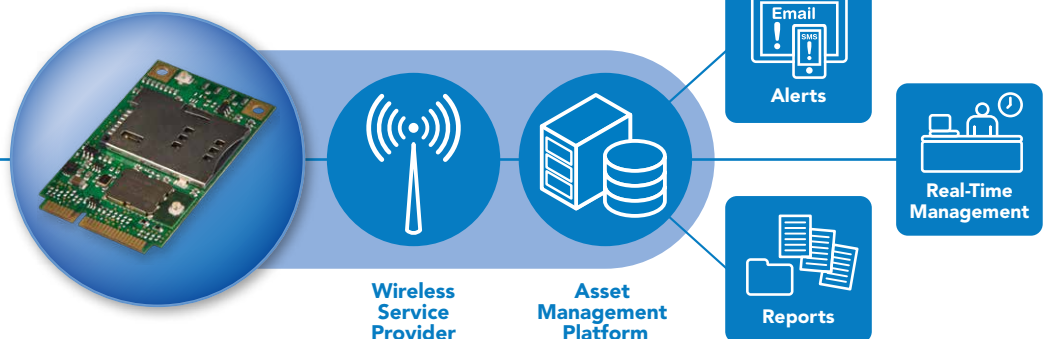 Email
SMS
Alerts
Real-Time
Management
Wireless
Service
Provider
Asset
Management
Platform
Reports